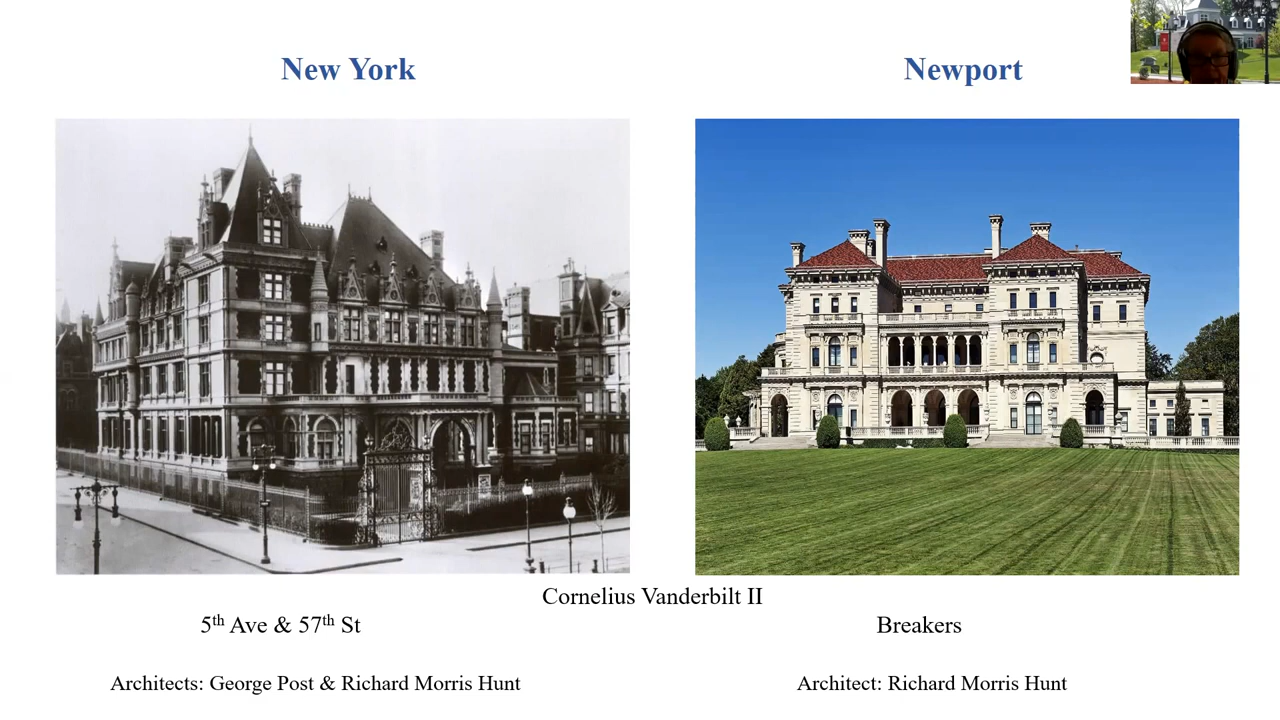 New York
Newport
Cornelius Vanderbilt II
5th Ave & 57th St
Breakers
Architects: George Post & Richard Morris Hunt
Architect: Richard Morris Hunt